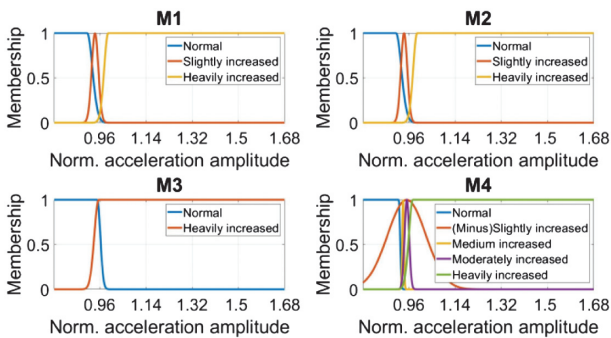 M1
Membership
1
0.5
0
Normal
Slightly increased
Heavily increased
0.96 1.14 1.32 1.5 1.68
Norm. acceleration amplitude
M2
Membership
1
0.5
0
Normal
Slightly increased
Heavily increased
0.96 1.14 1.32 1.5 1.68
Norm. acceleration amplitude
M3
Membership
1
0.5
0
Normal
Heavily increased
0.96 1.14 1.32 1.5 1.68
Norm. acceleration amplitude
M4
Membership
1
0.5
0
Normal
(Minus)Slightly increased
Medium increased
Moderately increased
Heavily increased
0.96 1.14 1.32 1.5 1.68
Norm. acceleration amplitude